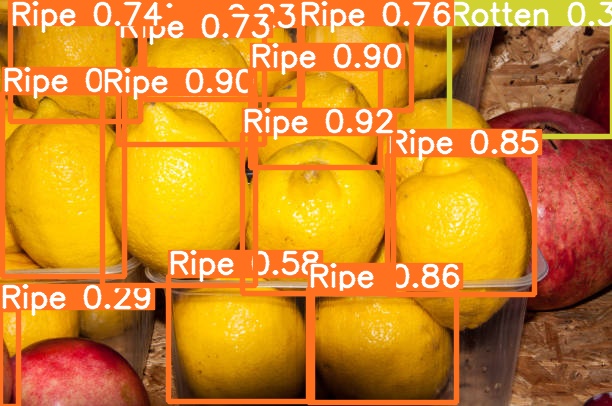 Ripe 0.74
Ripe 0.73
Ripe 0.76
Rotten 0.3
Ripe 0.90
Ripe 0
Ripe 0.90
Ripe 0.92
Ripe 0.85
Ripe 0.58
Ripe 0.86
Ripe 0.29